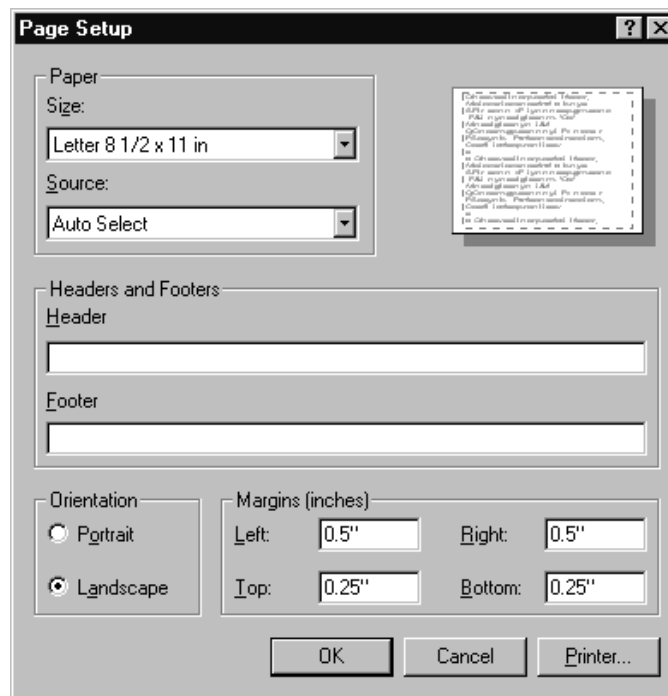 Page Setup
Paper
Size:
Letter 8 1/2 x 11 in
Source:
Auto Select
Headers and Footers
Header
Footer
Orientation
Portrait
Landscape
Margins (inches)
Left: 0.5" Right: 0.5"
Top: 0.25" Bottom: 0.25"
OK Cancel Printer...